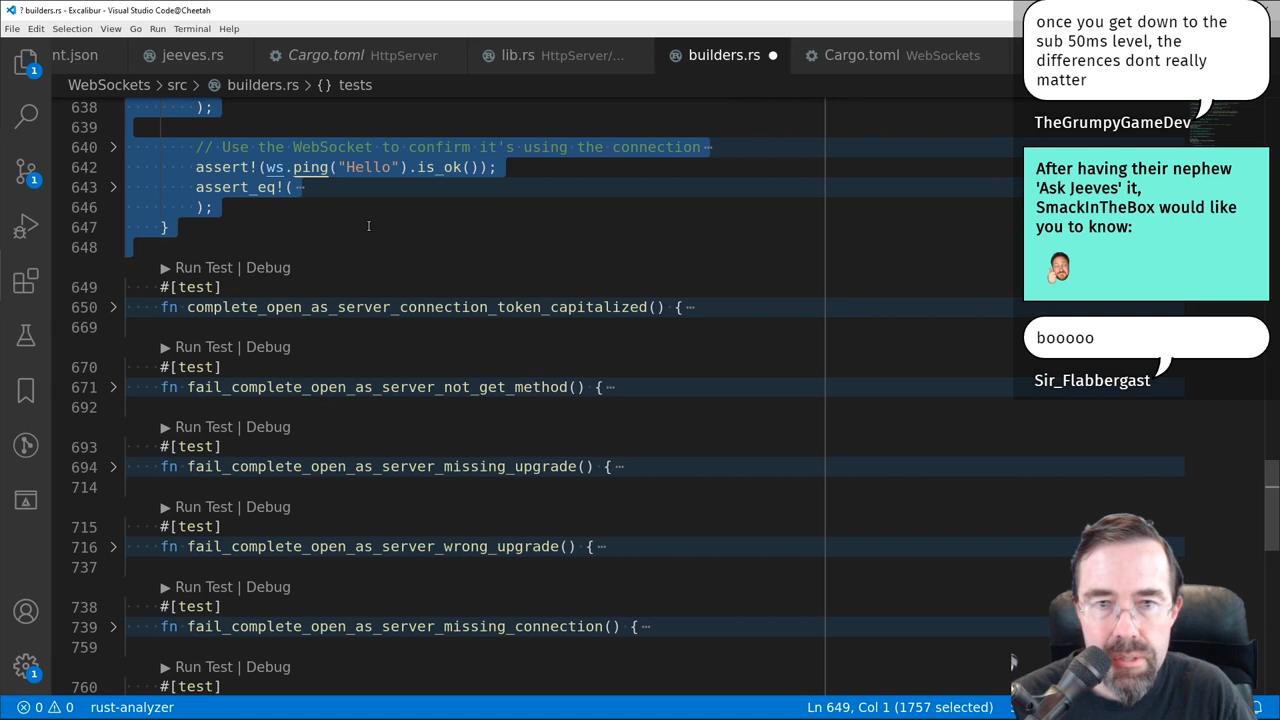 ? builders.rs - Excalibur - Visual Studio Code@Cheetah
File Edit Selection View Go Run Terminal Help
nt.json jeeves.rs Cargo.toml HttpServer lib.rs HttpServer/... builders.rs Cargo.toml WebSockets
WebSockets > src > builders.rs > {} tests
638 );
639
640 // Use the WebSocket to confirm it's using the connection
642 assert!(ws.ping("Hello").is_ok());
643 assert_eq!(
646 );
647 }
648
▶ Run Test | Debug
649 #[test]
650 fn complete_open_as_server_connection_token_capitalized() {
669
▶ Run Test | Debug
670 #[test]
671 fn fail_complete_open_as_server_not_get_method() {
692
▶ Run Test | Debug
693 #[test]
694 fn fail_complete_open_as_server_missing_upgrade() {
714
▶ Run Test | Debug
715 #[test]
716 fn fail_complete_open_as_server_wrong_upgrade() {
737
▶ Run Test | Debug
738 #[test]
739 fn fail_complete_open_as_server_missing_connection() {
759
▶ Run Test | Debug
760 #[test]
0 0 rust-analyzer Ln 649, Col 1 (1757 selected)
1
1
1
once you get down to the
sub 50ms level, the
differences dont really
matter
TheGrumpyGameDev
After having their nephew
'Ask Jeeves' it,
SmackInTheBox would like
you to know:
booooo
Sir_Flabbergast